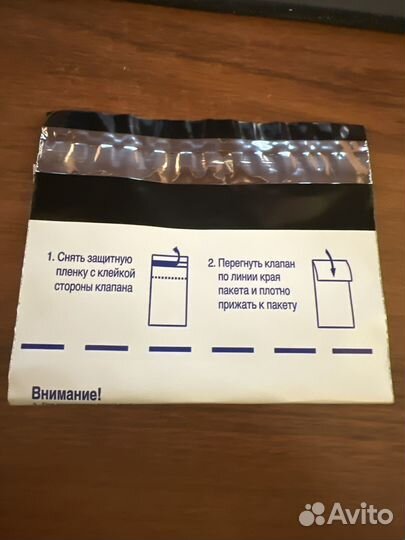 1. Снять защитную
пленку с клейкой
стороны клапана
2. Перегнуть клапан
по линии края
пакета и плотно
прижать к пакету
Внимание!
Avito